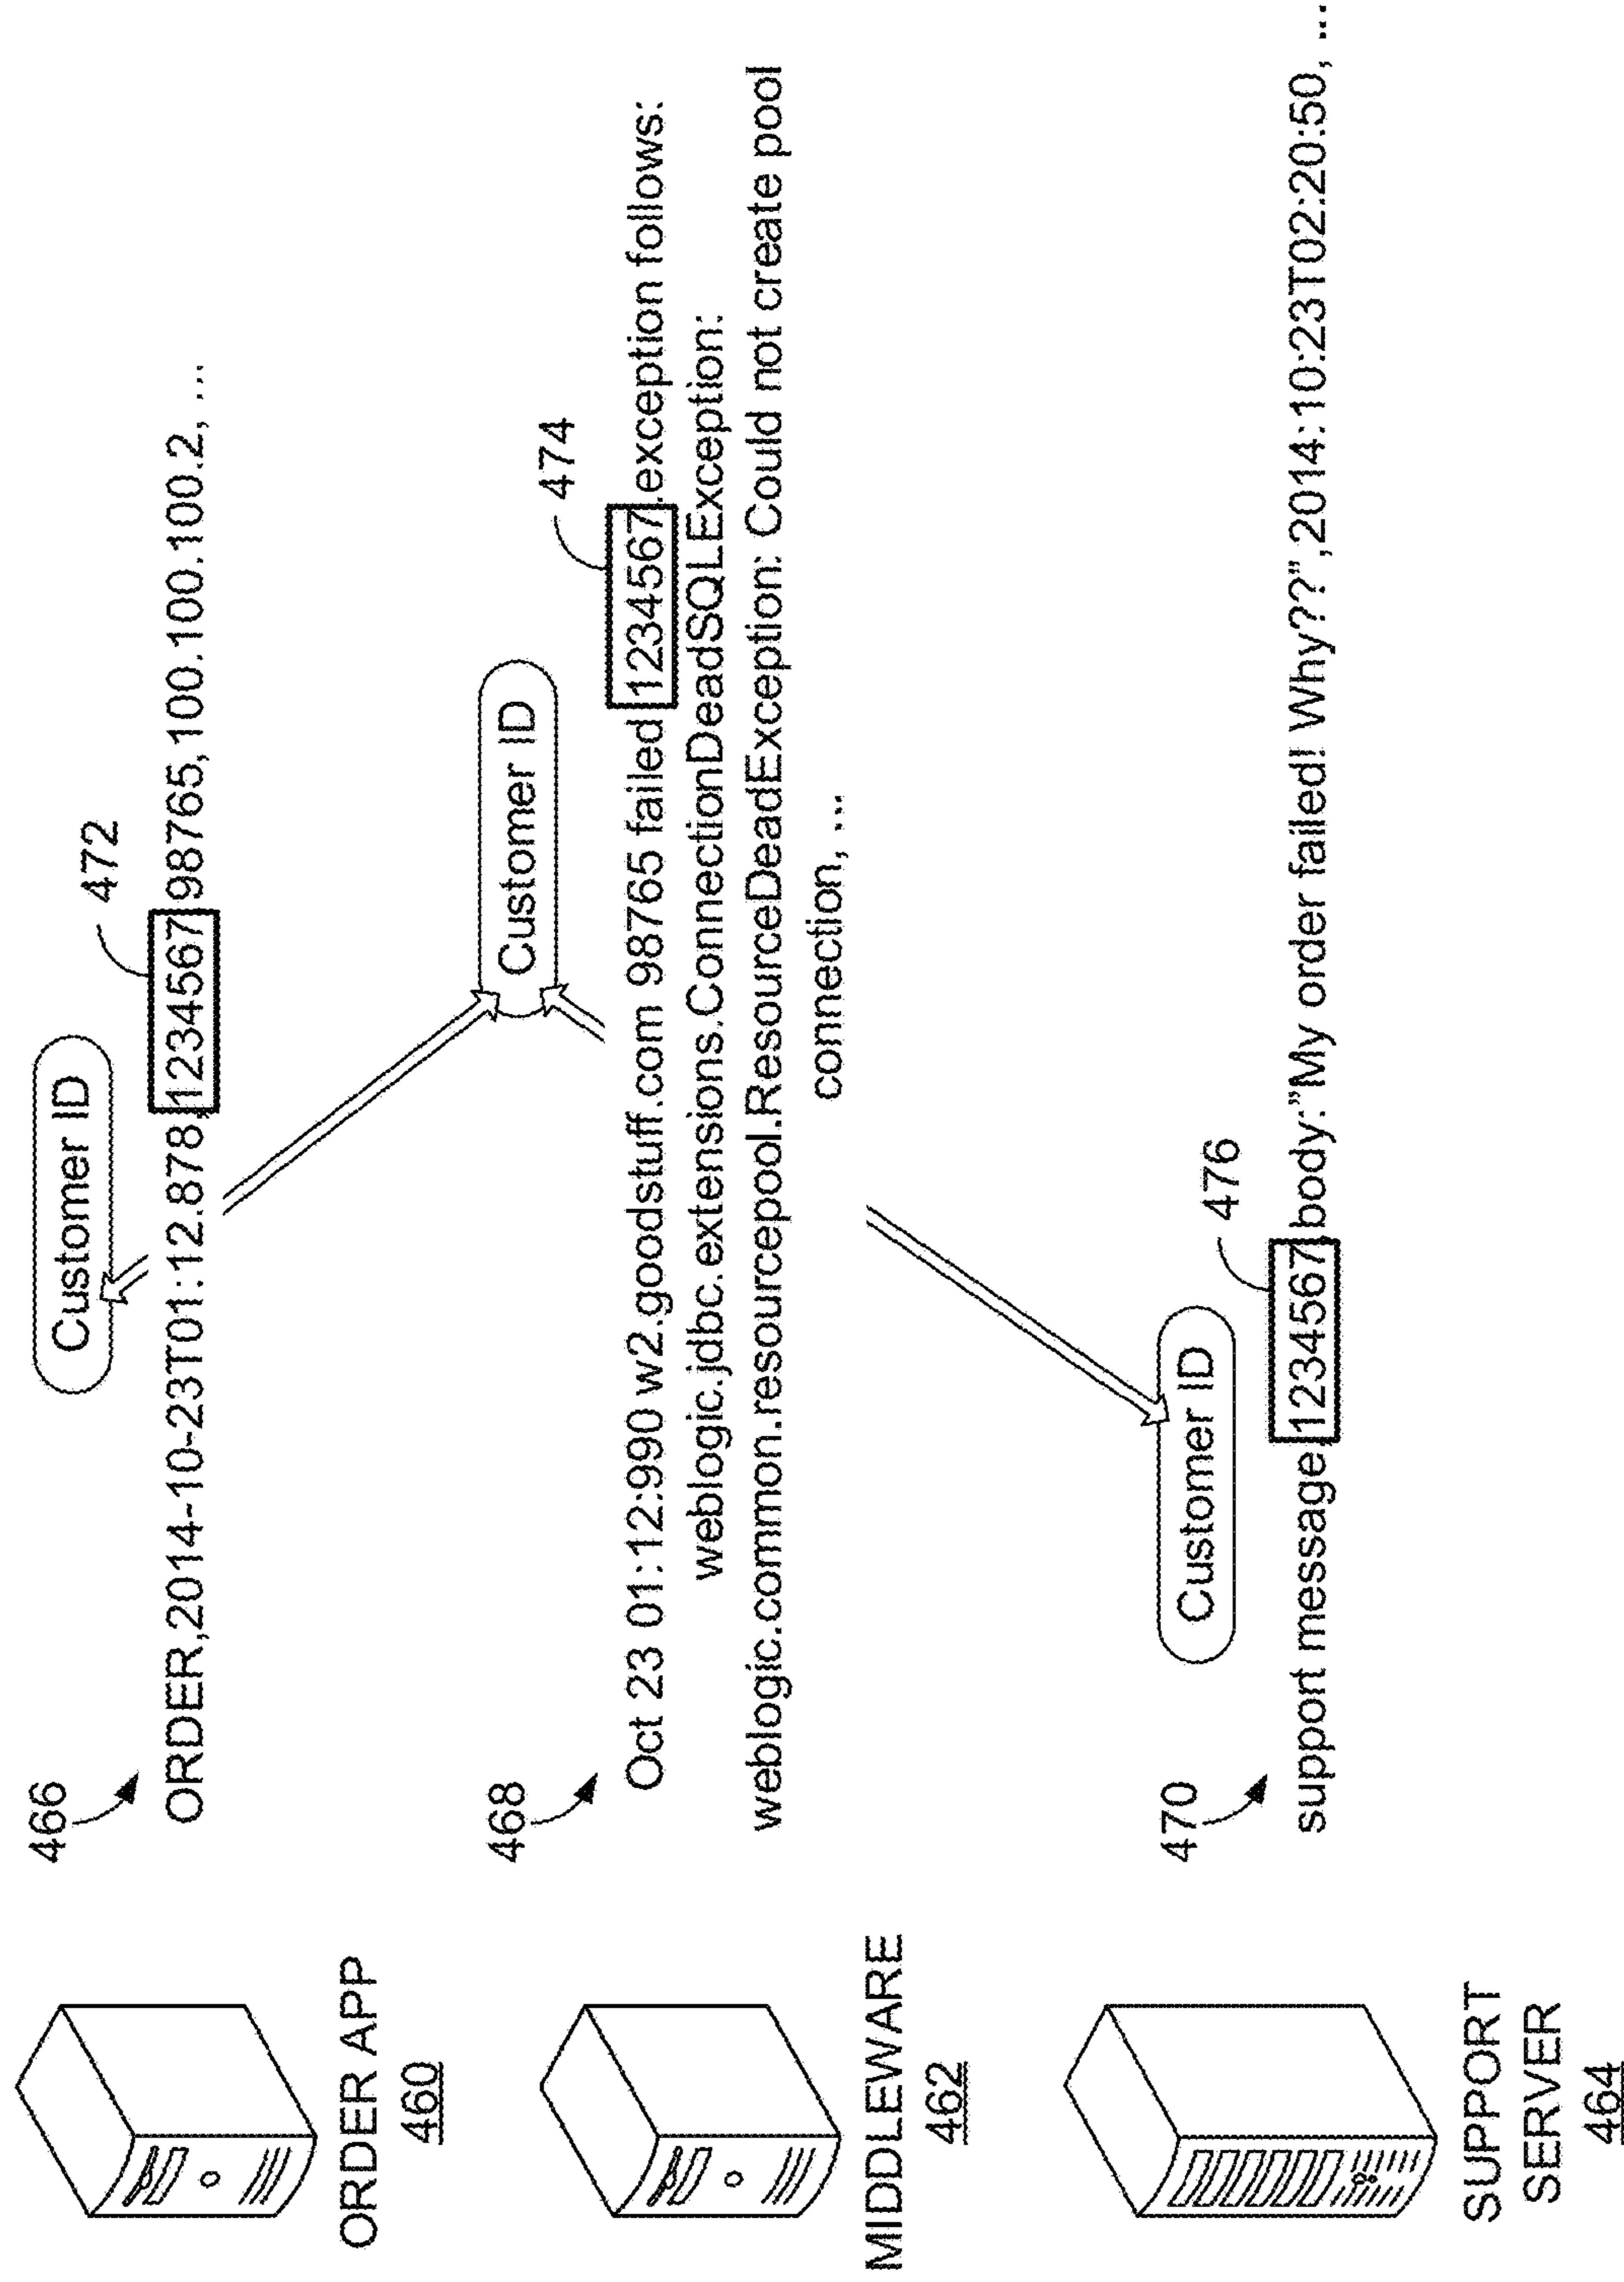 466
Customer ID
472
ORDER,2014-10-23T01:12.878,1234567,98765,100.100.100.2, ...
ORDER APP
460
468
Customer ID
474
Oct 23 01:12:990 w2.goodstuff.com 98765 failed 1234567.exception follows:
weblogic.jdbc.extensions.ConnectionDeadSQLException:
weblogic.common.resourcepool.ResourceDeadException: Could not create pool
connection, ...
MIDDLEWARE
462
470
Customer ID
476
support message,1234567,body:"My order failed! Why??",2014:10:23T02:20:50, ...
SUPPORT
SERVER
464